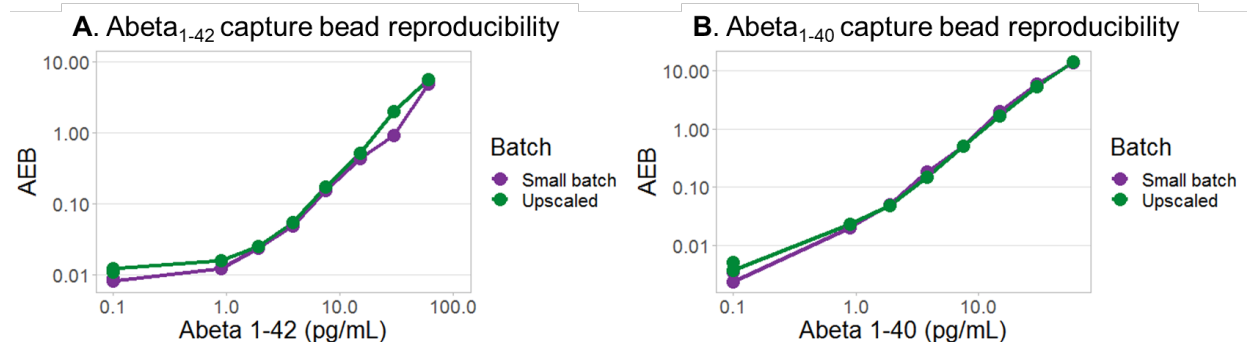 A. Abeta1-42 capture bead reproducibility
10.00
1.00
0.10
0.01
AEB
0.1 1.0 10.0 100.0
Abeta 1-42 (pg/mL)
Batch
Small batch
Upscaled
B. Abeta1-40 capture bead reproducibility
10.00
1.00
0.10
0.01
AEB
0.1 1.0 10.0
Abeta 1-40 (pg/mL)
Batch
Small batch
Upscaled